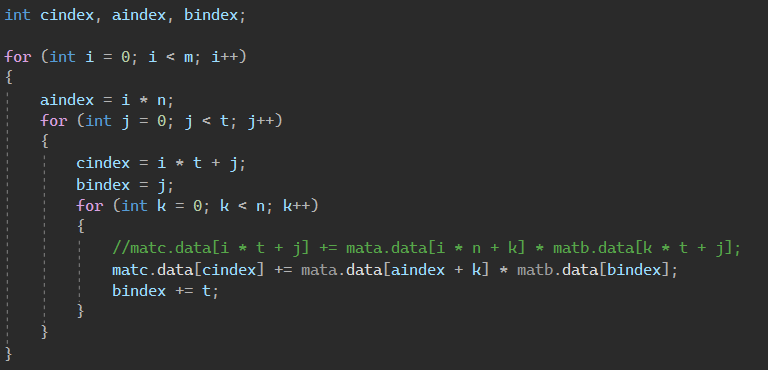 int cindex, aindex, bindex;
for (int i = 0; i < m; i++)
{
aindex = i * n;
for (int j = 0; j < t; j++)
{
cindex = i * t + j;
bindex = j;
for (int k = 0; k < n; k++)
{
//matc.data[i * t + j] += mata.data[i * n + k] * matb.data[k * t + j];
matc.data[cindex] += mata.data[aindex + k] * matb.data[bindex];
bindex += t;
}
}
}